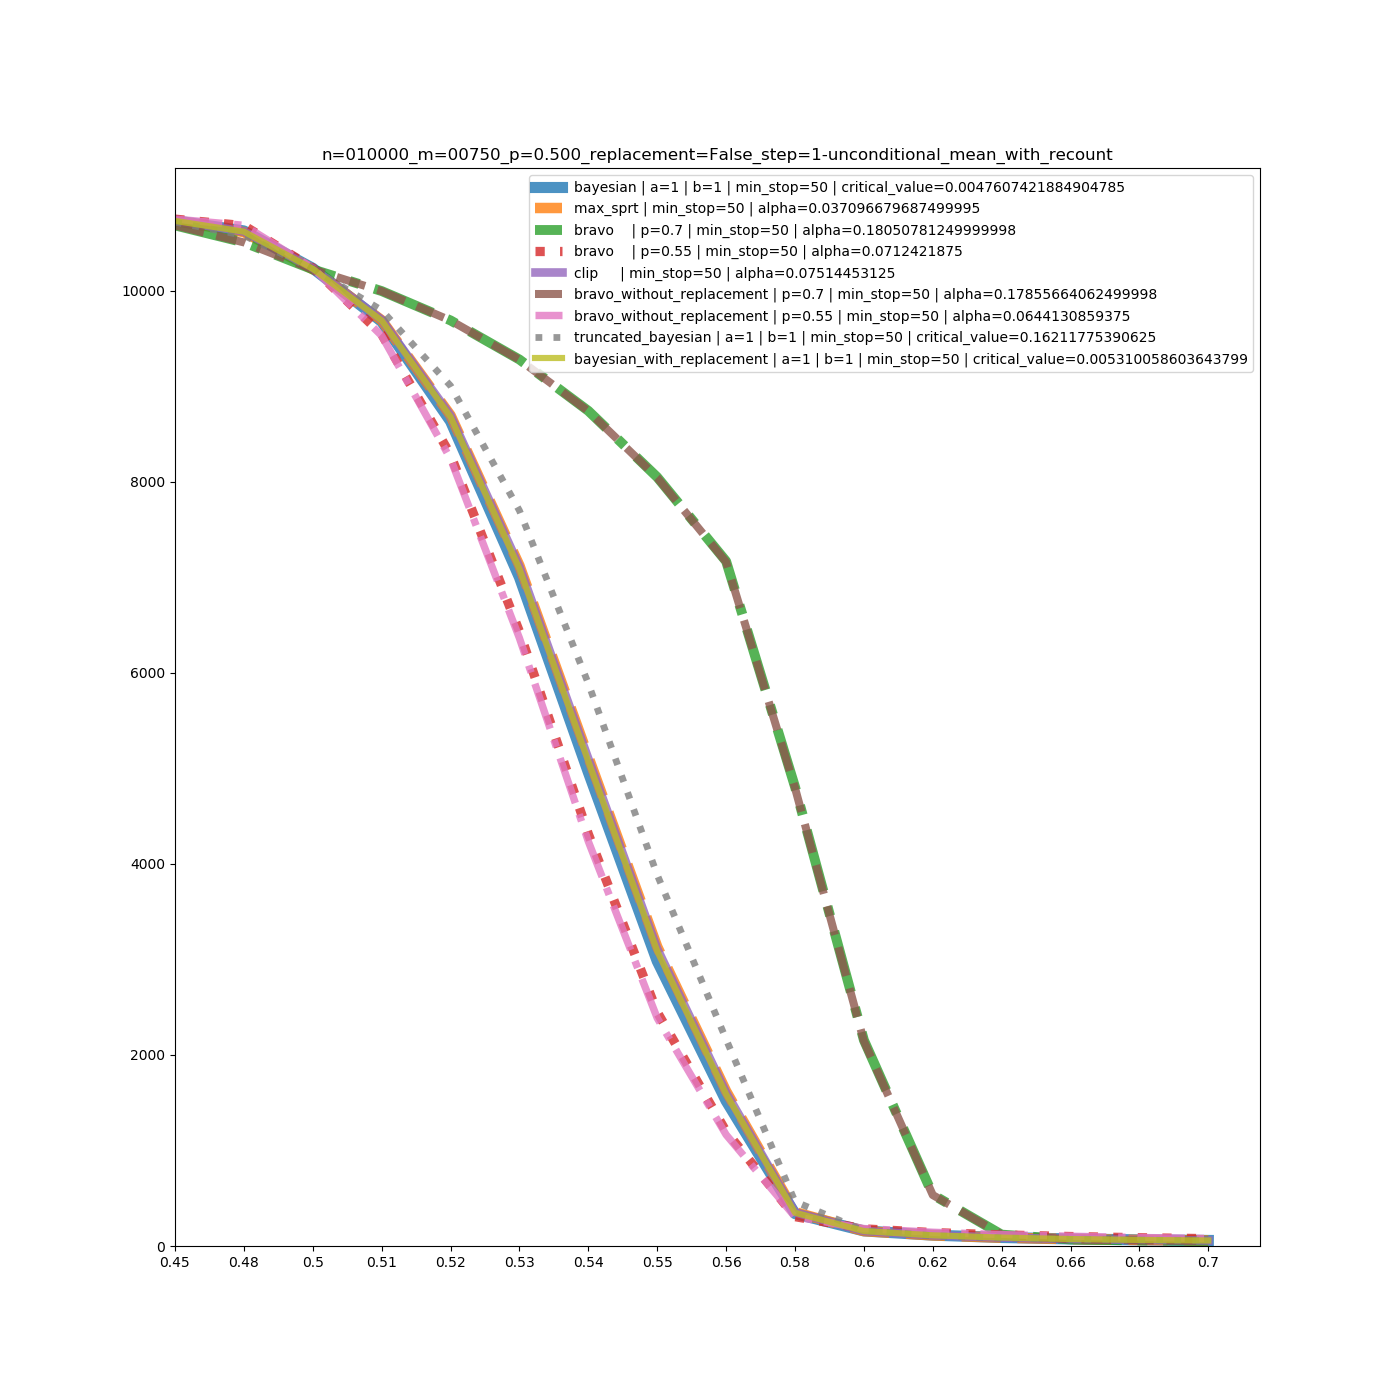 n=010000_m=00750_p=0.500_replacement=False_step=1-unconditional_mean_with_recount
bayesian | a=1 | b=1 | min_stop=50 | critical_value=0.0047607421884904785
max_sprt | min_stop=50 | alpha=0.037096679687499995
bravo    | p=0.7 | min_stop=50 | alpha=0.18050781249999998
bravo    | p=0.55 | min_stop=50 | alpha=0.0712421875
clip     | min_stop=50 | alpha=0.07514453125
bravo_without_replacement | p=0.7 | min_stop=50 | alpha=0.17855664062499998
bravo_without_replacement | p=0.55 | min_stop=50 | alpha=0.0644130859375
truncated_bayesian | a=1 | b=1 | min_stop=50 | critical_value=0.16211775390625
bayesian_with_replacement | a=1 | b=1 | min_stop=50 | critical_value=0.005310058603643799
10000
8000
6000
4000
2000
0
0.45 0.48 0.5 0.51 0.52 0.53 0.54 0.55 0.56 0.58 0.6 0.62 0.64 0.66 0.68 0.7